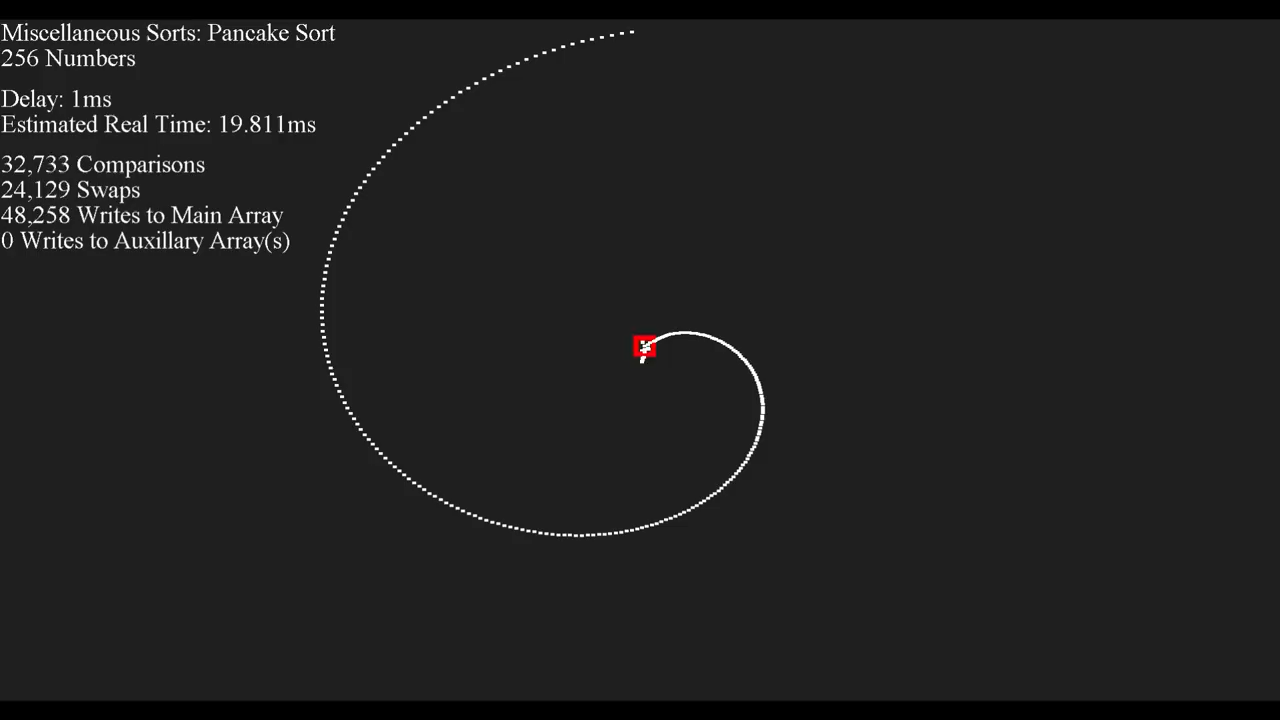 Miscellaneous Sorts: Pancake Sort
256 Numbers
Delay: 1ms
Estimated Real Time: 19.811ms
32,733 Comparisons
24,129 Swaps
48,258 Writes to Main Array
0 Writes to Auxillary Array(s)